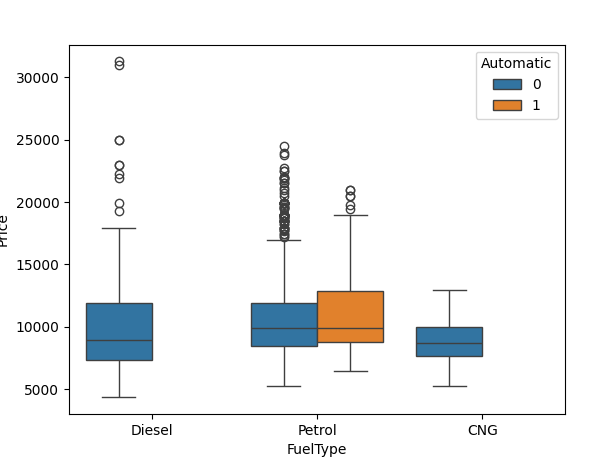 Automatic
0
1
30000
25000
20000
15000
10000
5000
Price
Diesel
Petrol
CNG
FuelType